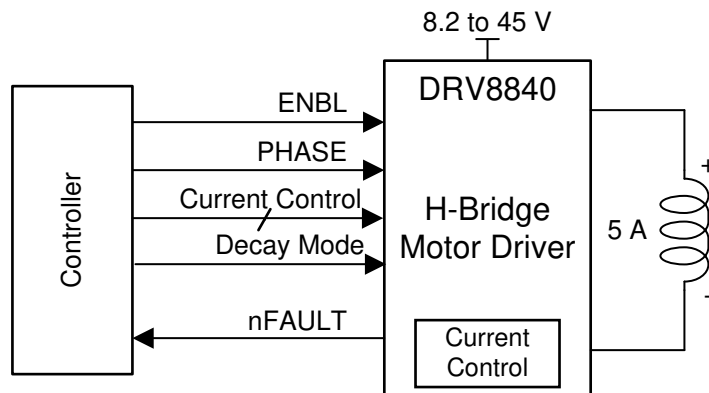 8.2 to 45 V
DRV8840
Controller
ENBL
PHASE
Current Control
Decay Mode
nFAULT
H-Bridge
Motor Driver
Current
Control
5 A
+
-